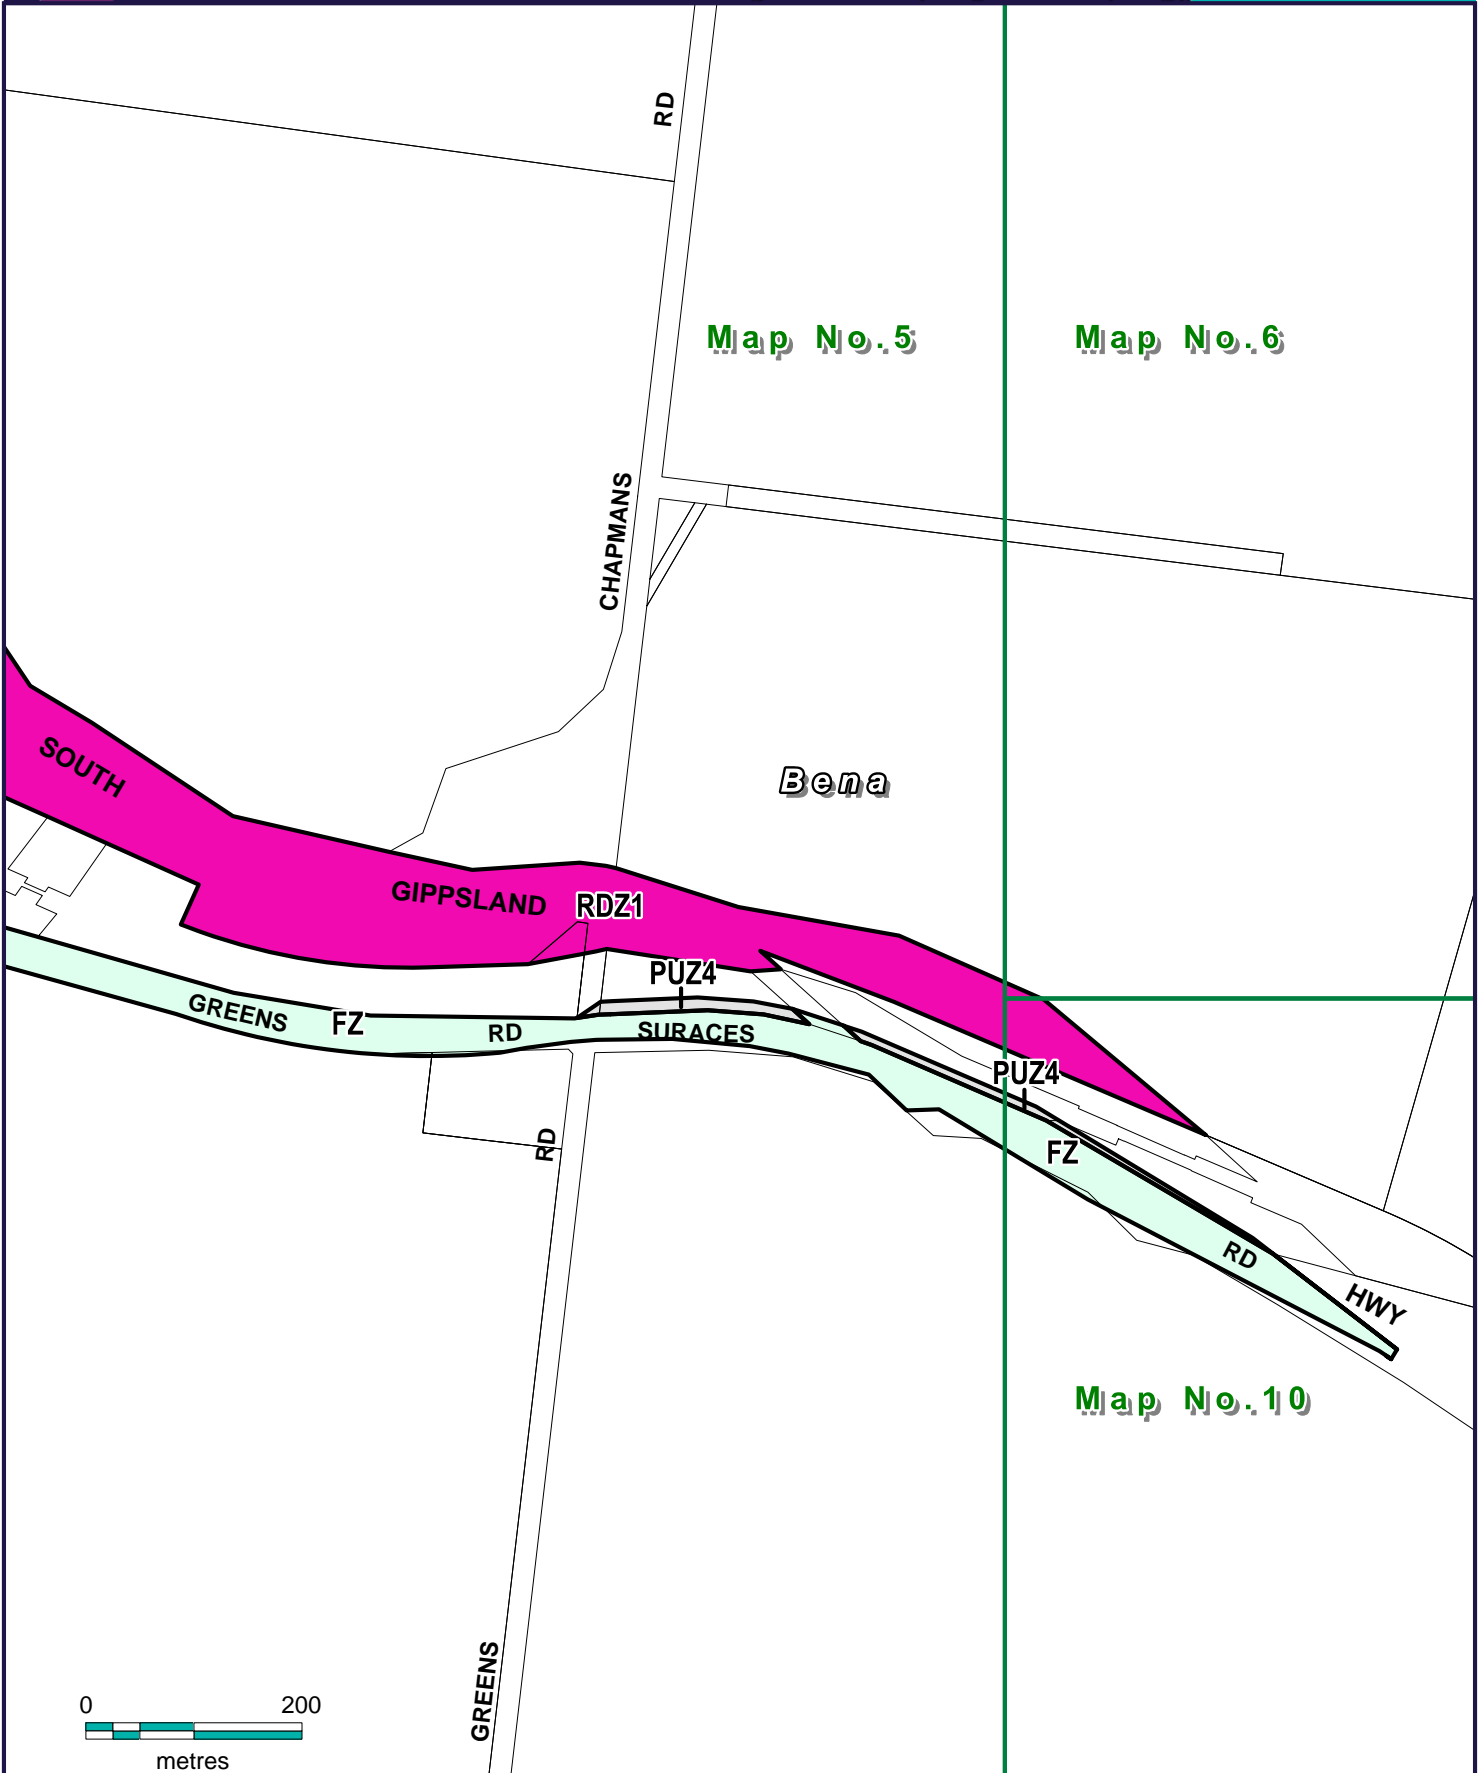 RD
Map No.5
Map No.6
CHAPMANS
SOUTH
Bena
GIPPSLAND
RDZ1
PUZ4
GREENS
FZ
RD
SURACES
PUZ4
RD
FZ
RD
HWY
Map No.10
GREENS
0 200
metres